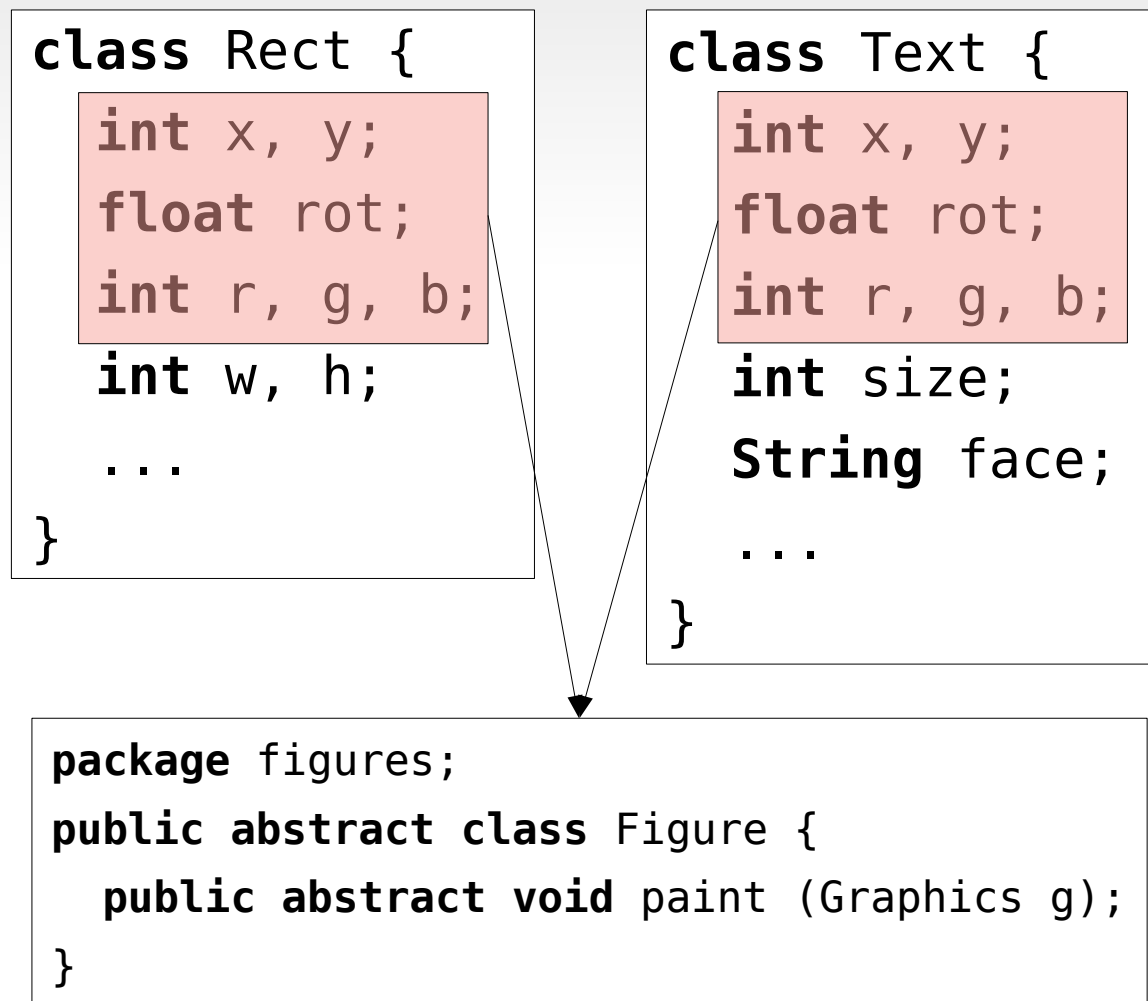 class Rect {
int x, y;
float rot;
int r, g, b;
int w, h;
...
}
class Text {
int x, y;
float rot;
int r, g, b;
int size;
String face;
...
}
package figures;
public abstract class Figure {
public abstract void paint (Graphics g);
}